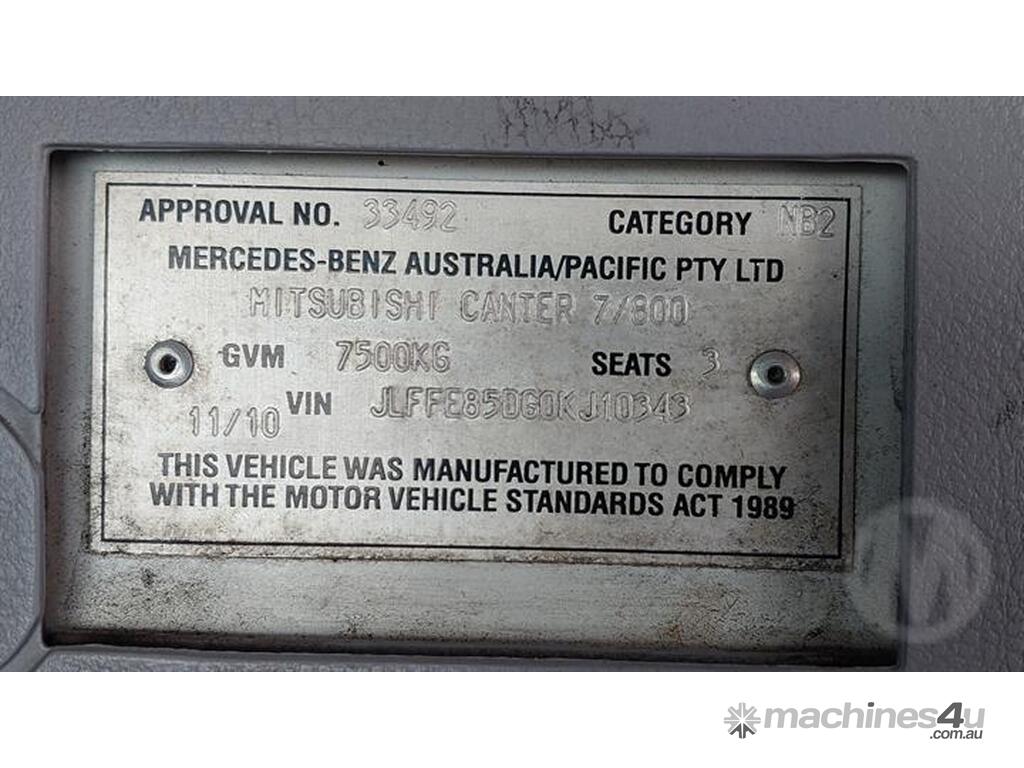 APPROVAL NO. 33492 CATEGORY NB2
MERCEDES-BENZ AUSTRALIA/PACIFIC PTY LTD
MITSUBISHI CANTER 7/800
GVM 7500KG SEATS 3
11/10 VIN JLFFE85DG0KJ10343
THIS VEHICLE WAS MANUFACTURED TO COMPLY
WITH THE MOTOR VEHICLE STANDARDS ACT 1989
machines4u
.com.au